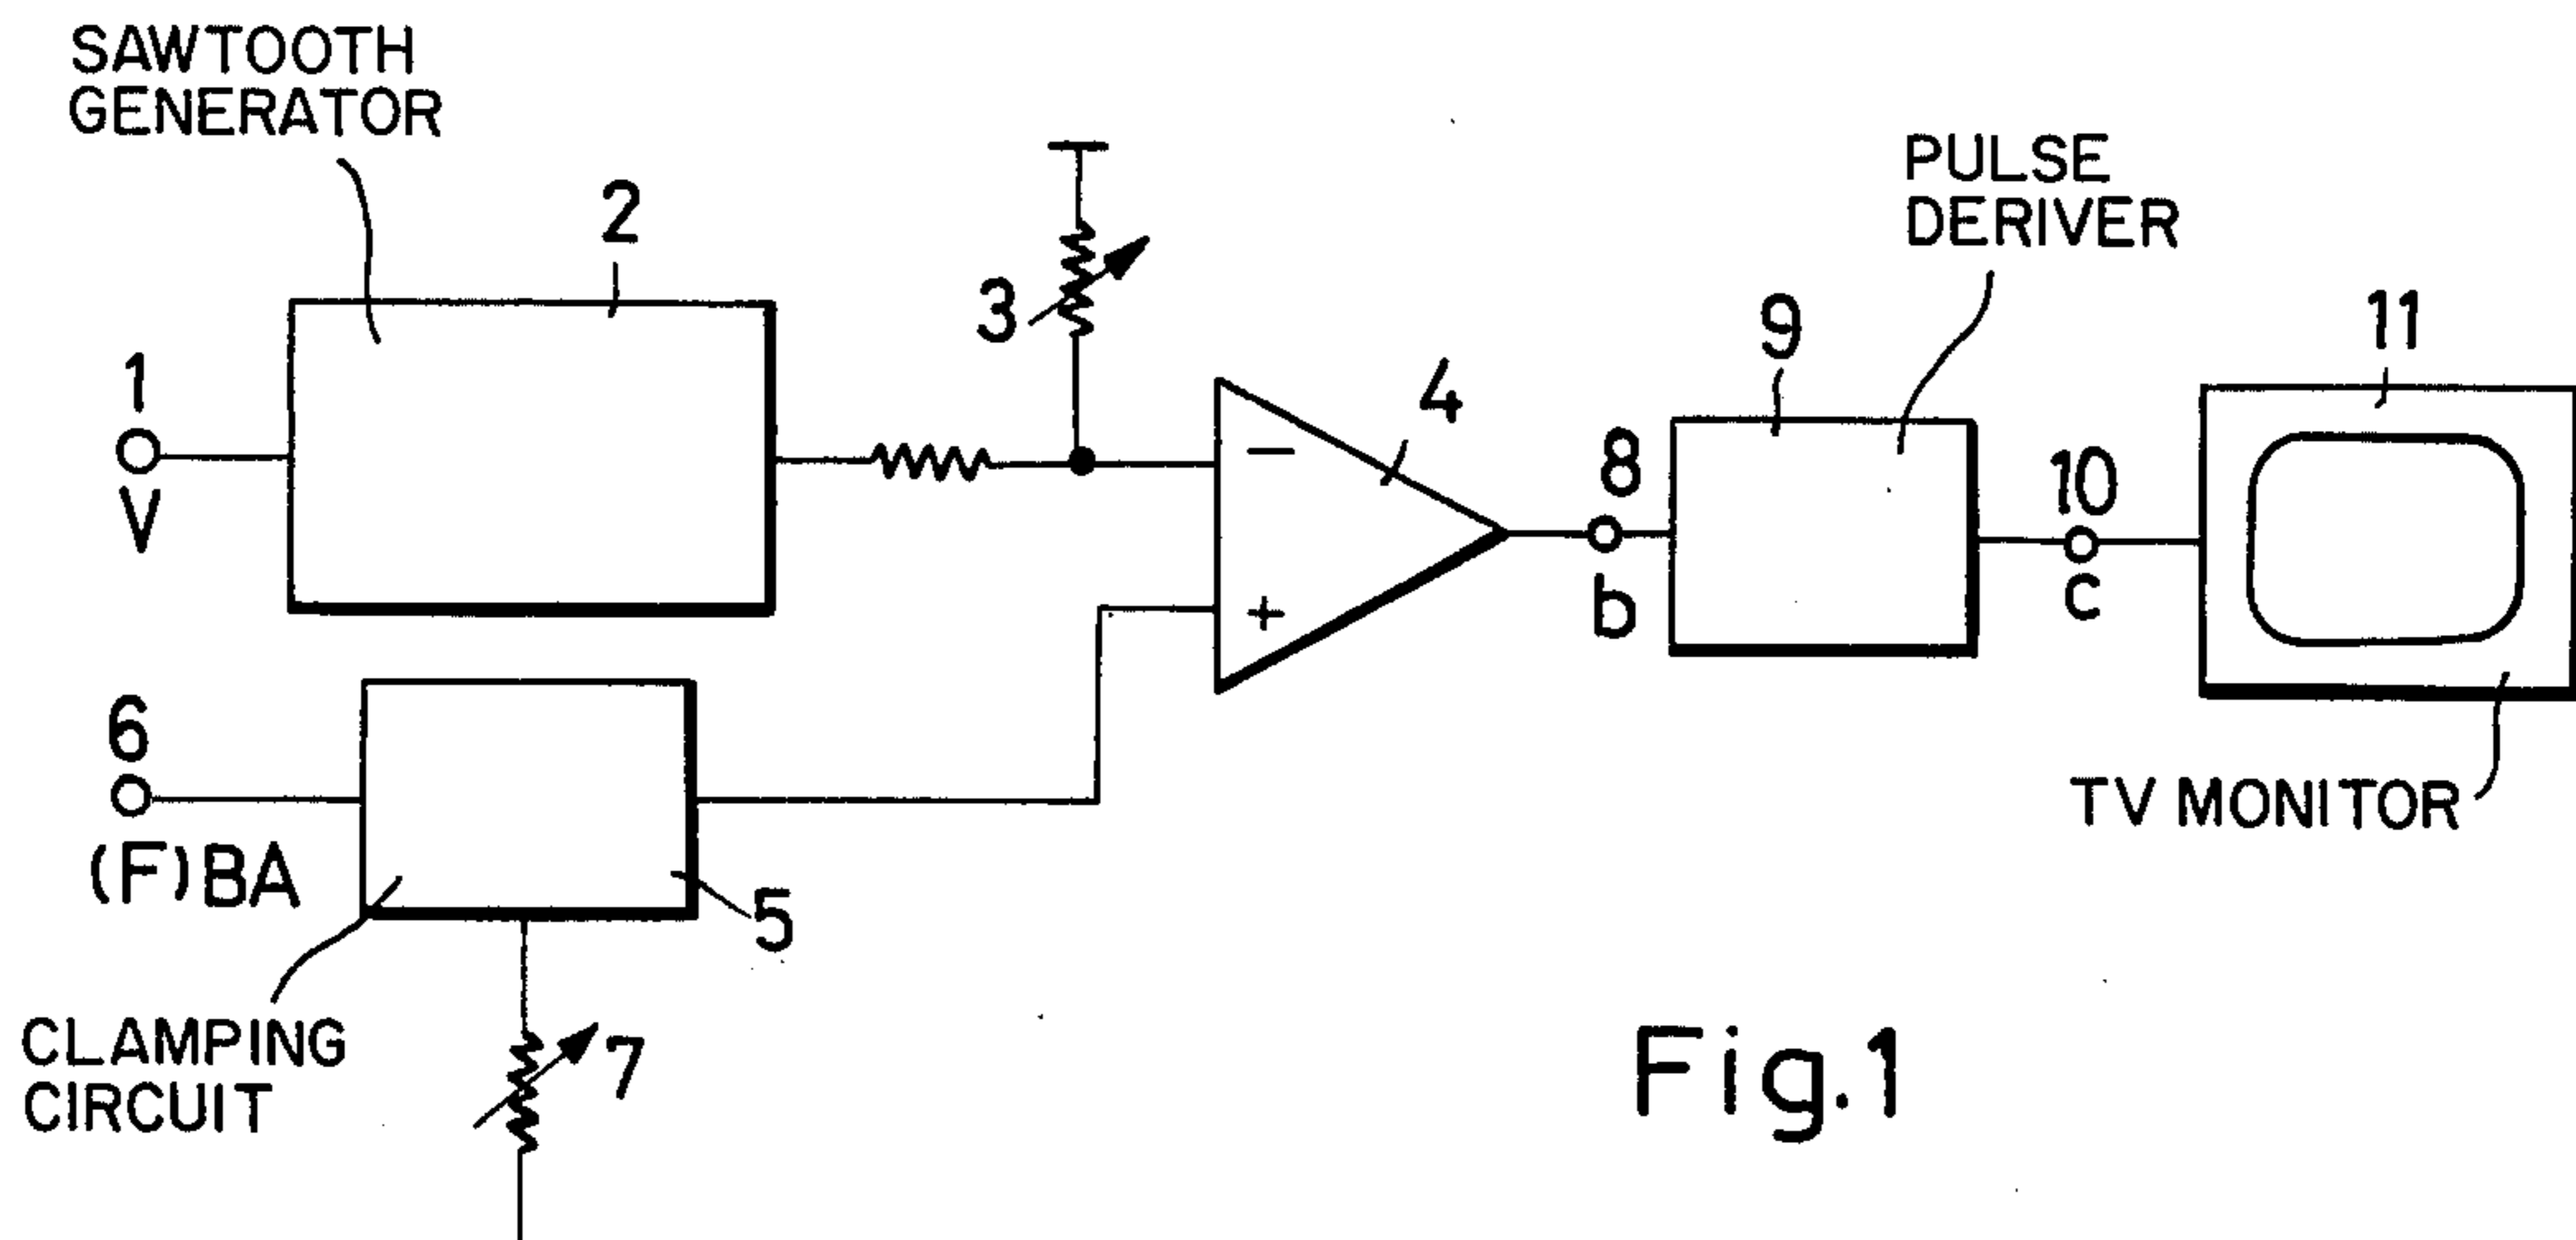 SAWTOOTH
GENERATOR
2
1
V
3
−
+
4
8
b
9
PULSE
DERIVER
10
c
11
TV MONITOR
6
(F)BA
5
CLAMPING
CIRCUIT
7
Fig.1